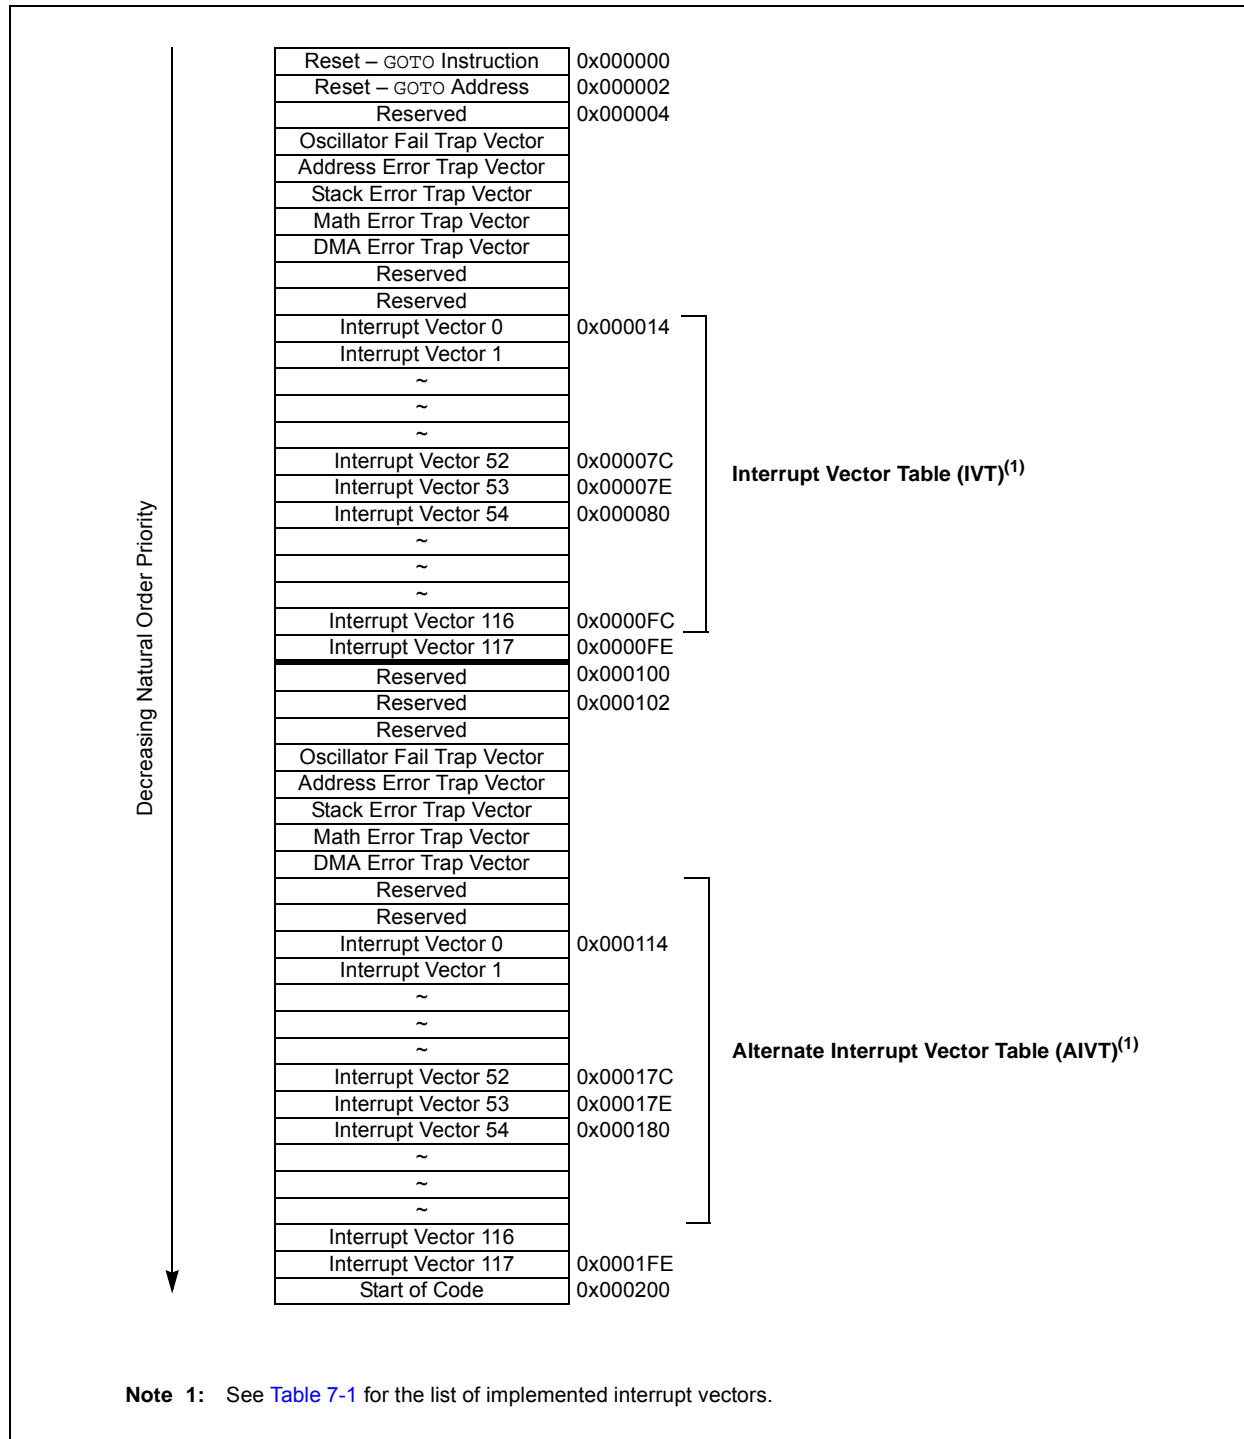 Reset – GOTO Instruction 0x000000
Reset – GOTO Address 0x000002
Reserved 0x000004
Oscillator Fail Trap Vector
Address Error Trap Vector
Stack Error Trap Vector
Math Error Trap Vector
DMA Error Trap Vector
Reserved
Reserved
Interrupt Vector 0 0x000014
Interrupt Vector 1
~
~
~
Interrupt Vector 52 0x00007C
Interrupt Vector 53 0x00007E
Interrupt Vector 54 0x000080
~
~
~
Interrupt Vector 116 0x0000FC
Interrupt Vector 117 0x0000FE
Interrupt Vector Table (IVT)(1)
Decreasing Natural Order Priority
Reserved 0x000100
Reserved 0x000102
Reserved
Oscillator Fail Trap Vector
Address Error Trap Vector
Stack Error Trap Vector
Math Error Trap Vector
DMA Error Trap Vector
Reserved
Reserved
Interrupt Vector 0 0x000114
Interrupt Vector 1
~
~
~
Interrupt Vector 52 0x00017C
Interrupt Vector 53 0x00017E
Interrupt Vector 54 0x000180
~
~
~
Interrupt Vector 116
Interrupt Vector 117 0x0001FE
Start of Code 0x000200
Alternate Interrupt Vector Table (AIVT)(1)
Note 1: See Table 7-1 for the list of implemented interrupt vectors.